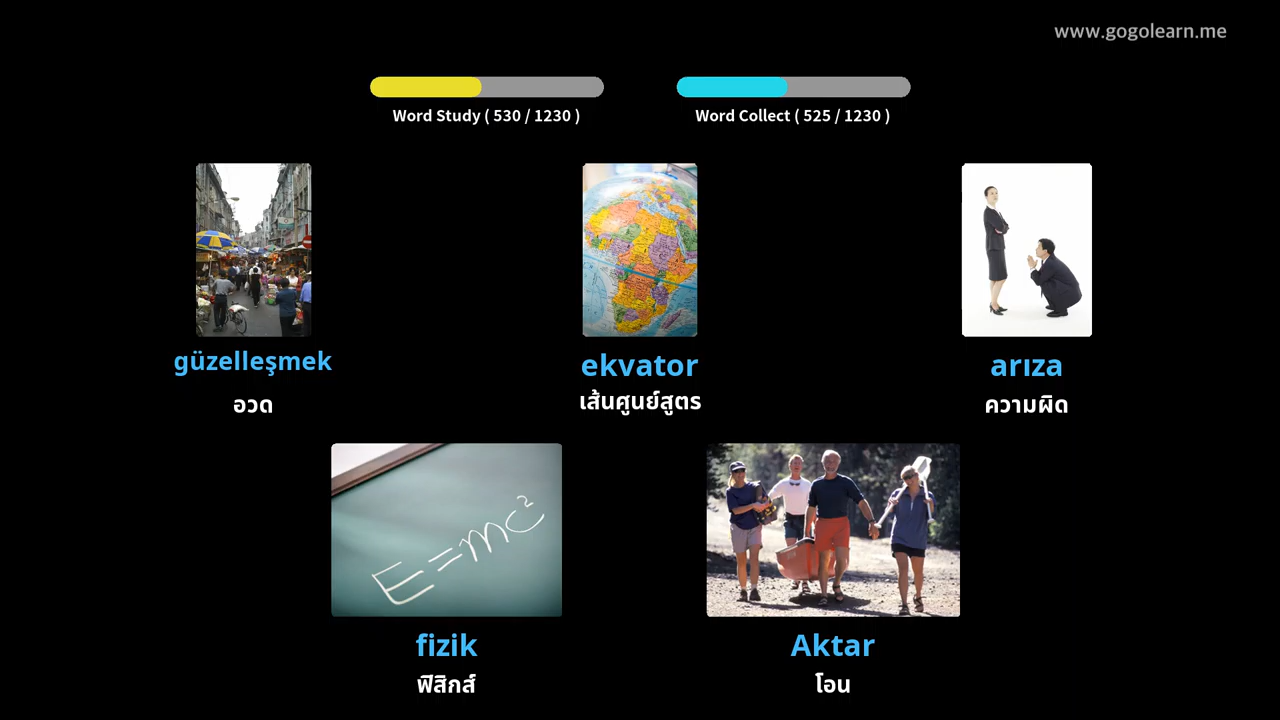 www.gogolearn.me
Word Study ( 530 / 1230 )
Word Collect ( 525 / 1230 )
güzelleşmek
อวด
ekvator
เส้นศูนย์สูตร
arıza
ความผิด
E=mc²
fizik
ฟิสิกส์
Aktar
โอน